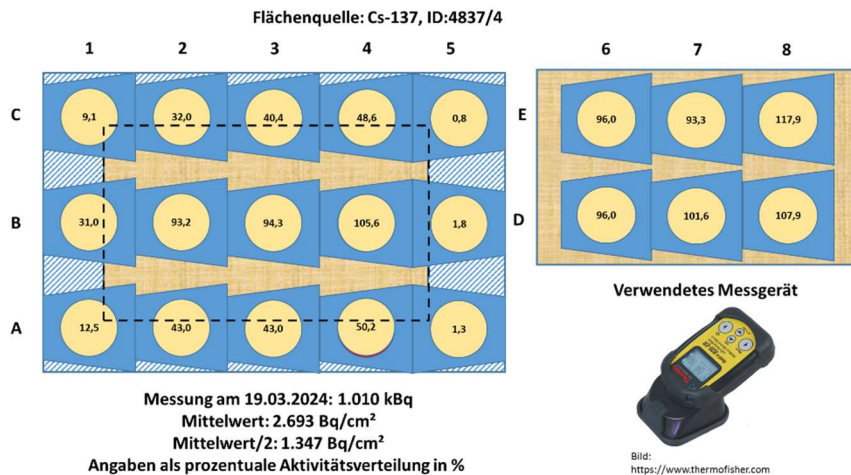 Flächenquelle: Cs-137, ID:4837/4
1 2 3 4 5
C 9,1 32,0 40,4 48,6 0,8
B 31,0 93,2 94,3 105,6 1,8
A 12,5 43,0 43,0 50,2 1,3
6 7 8
E 96,0 93,3 117,9
D 96,0 101,6 107,9
Messung am 19.03.2024: 1.010 kBq
Mittelwert: 2.693 Bq/cm²
Mittelwert/2: 1.347 Bq/cm²
Angaben als prozentuale Aktivitätsverteilung in %
Verwendetes Messgerät
Bild:
https://www.thermofisher.com